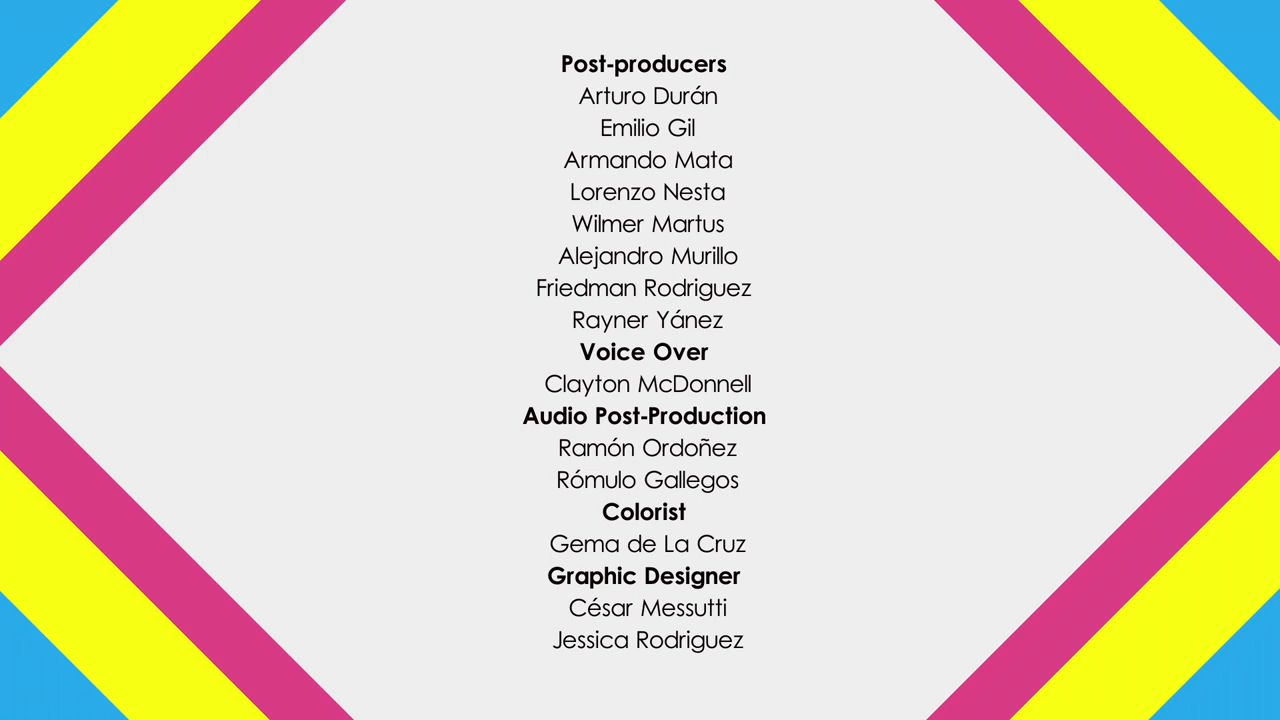 Post-producers
Arturo Durán
Emilio Gil
Armando Mata
Lorenzo Nesta
Wilmer Martus
Alejandro Murillo
Friedman Rodriguez
Rayner Yánez
Voice Over
Clayton McDonnell
Audio Post-Production
Ramón Ordoñez
Rómulo Gallegos
Colorist
Gema de La Cruz
Graphic Designer
César Messutti
Jessica Rodriguez